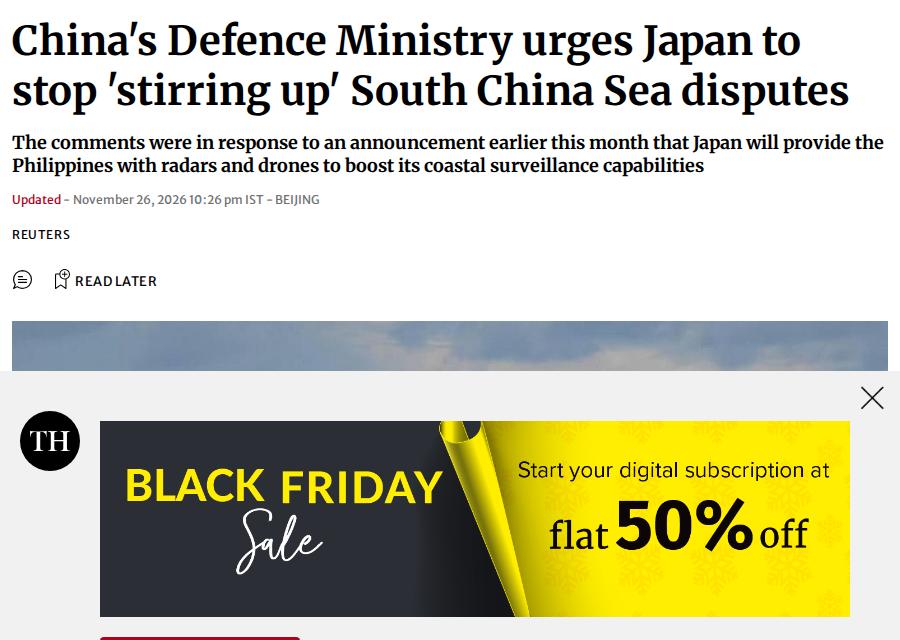 China's Defence Ministry urges Japan to
stop 'stirring up' South China Sea disputes
The comments were in response to an announcement earlier this month that Japan will provide the
Philippines with radars and drones to boost its coastal surveillance capabilities
Updated - November 26, 2026 10:26 pm IST - BEIJING
REUTERS
READ LATER
TH
BLACK FRIDAY
Sale
Start your digital subscription at
flat 50% off